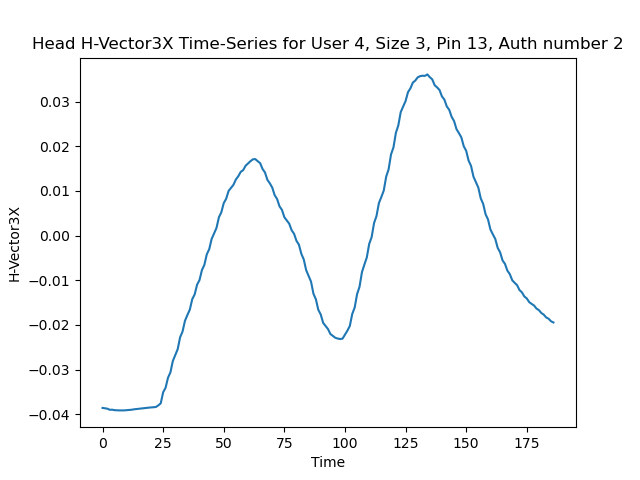 Head H-Vector3X Time-Series for User 4, Size 3, Pin 13, Auth number 2
H-Vector3X
0.03
0.02
0.01
0.00
−0.01
−0.02
−0.03
−0.04
0 25 50 75 100 125 150 175
Time